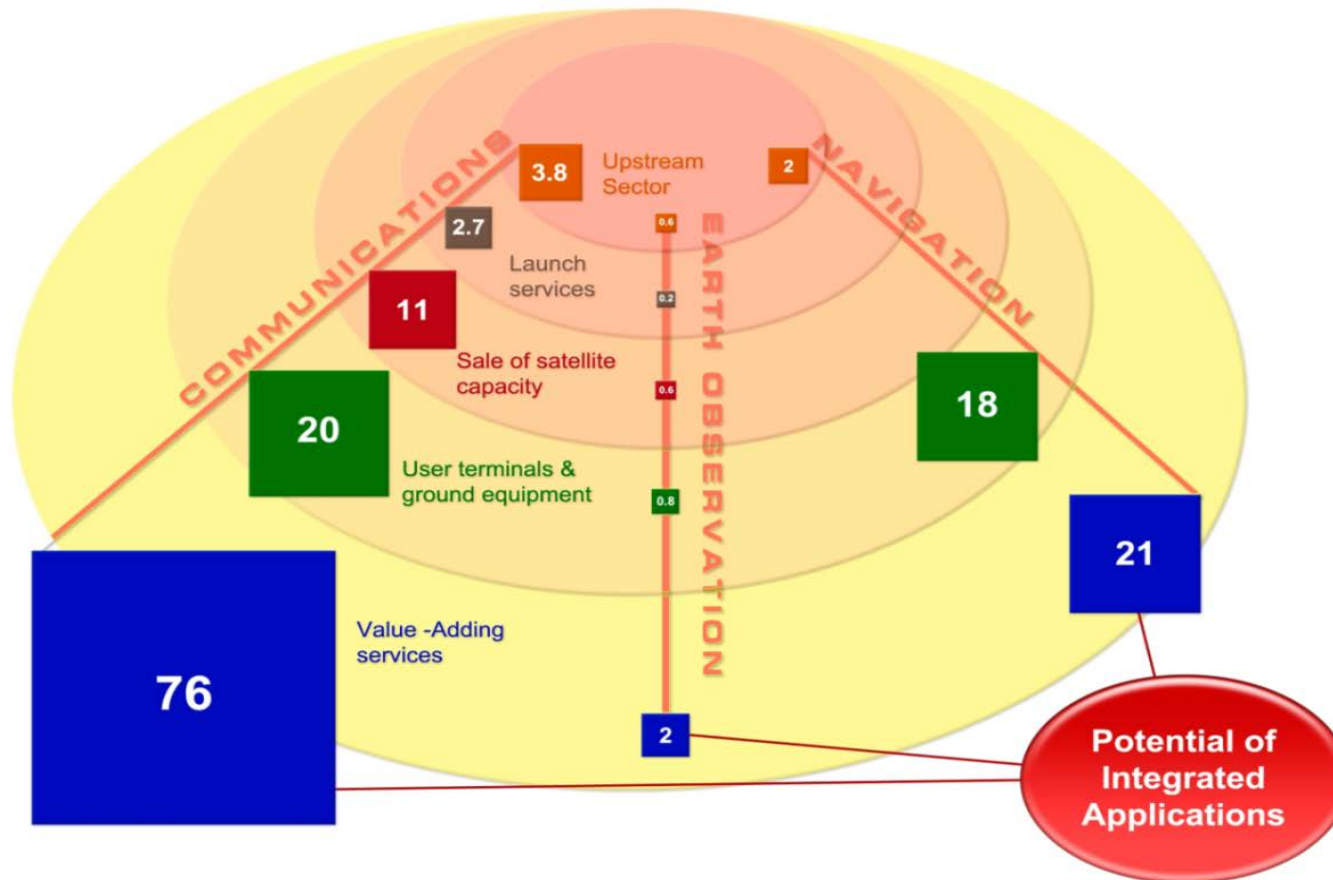 COMMUNICATIONS
3.8
Upstream
Sector
2
NAVIGATION
2.7
0.6
EARTH OBSERVATION
Launch
services
0.2
11
Sale of satellite
capacity
0.6
20
18
User terminals &
ground equipment
0.8
21
76
Value -Adding
services
2
Potential of
Integrated
Applications